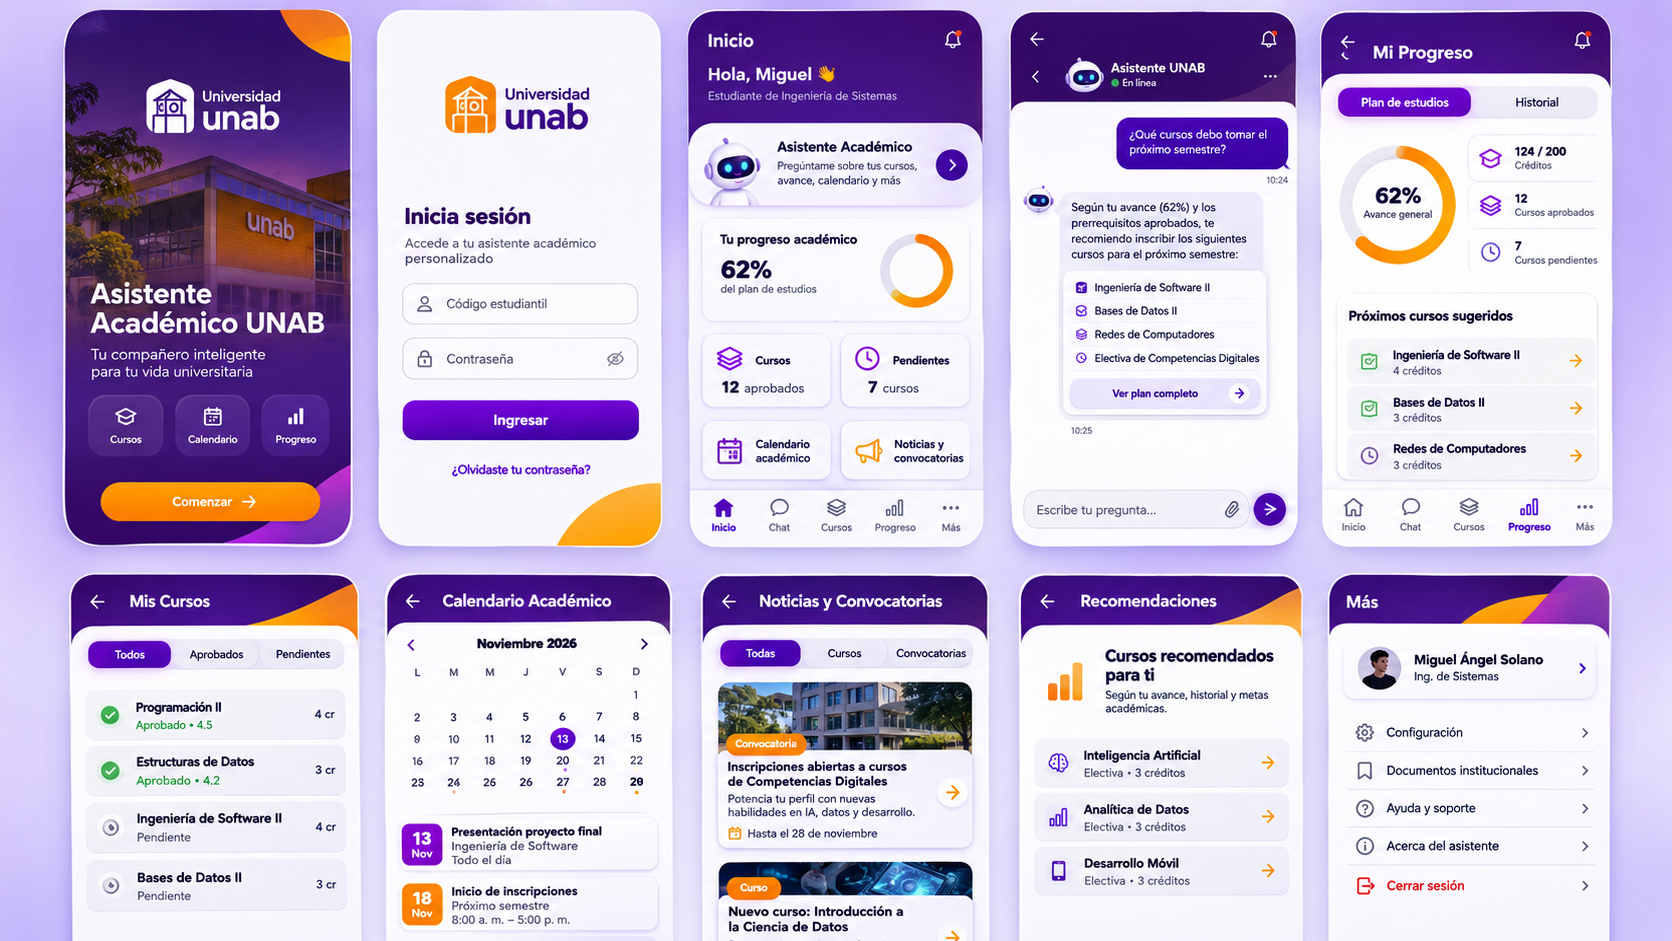 Universidad
unab
unab
Asistente
Académico UNAB
Tu compañero inteligente
para tu vida universitaria
Cursos
Calendario
Progreso
Comenzar
Universidad
unab
Inicia sesión
Accede a tu asistente académico
personalizado
Código estudiantil
Contraseña
Ingresar
¿Olvidaste tu contraseña?
Inicio
Hola, Miguel 👋
Estudiante de Ingeniería de Sistemas
Asistente Académico
Pregúntame sobre tus cursos,
avance, calendario y más
Tu progreso académico
62%
del plan de estudios
Cursos
12 aprobados
Pendientes
7 cursos
Calendario
académico
Noticias y
convocatorias
Inicio
Chat
Cursos
Progreso
Más
Asistente UNAB
En línea
¿Qué cursos debo tomar el
próximo semestre?
10:24
Según tu avance (62%) y los
prerrequisitos aprobados, te
recomiendo inscribir los siguientes
cursos para el próximo semestre:
Ingeniería de Software II
Bases de Datos II
Redes de Computadores
Electiva de Competencias Digitales
Ver plan completo
10:25
Escribe tu pregunta...
Mi Progreso
Plan de estudios
Historial
62%
Avance general
124 / 200
Créditos
12
Cursos aprobados
7
Cursos pendientes
Próximos cursos sugeridos
Ingeniería de Software II
4 créditos
Bases de Datos II
3 créditos
Redes de Computadores
3 créditos
Inicio
Chat
Cursos
Progreso
Más
Mis Cursos
Todos
Aprobados
Pendientes
Programación II
Aprobado • 4.5
4 cr
Estructuras de Datos
Aprobado • 4.2
3 cr
Ingeniería de Software II
Pendiente
4 cr
Bases de Datos II
Pendiente
3 cr
Calendario Académico
Noviembre 2026
L M M J V S D
1
2 3 4 5 6 7 8
9 10 11 12 13 14 15
16 17 18 19 20 21 22
23 24 26 26 27 28
13
Nov
Presentación proyecto final
Ingeniería de Software
Todo el día
18
Nov
Inicio de inscripciones
Próximo semestre
8:00 a. m. – 5:00 p. m.
Noticias y Convocatorias
Todas
Cursos
Convocatorias
Convocatoria
Inscripciones abiertas a cursos
de Competencias Digitales
Potencia tu perfil con nuevas
habilidades en IA, datos y desarrollo.
Hasta el 28 de noviembre
Curso
Nuevo curso: Introducción a
la Ciencia de Datos
Recomendaciones
Cursos recomendados
para ti
Según tu avance, historial y metas
académicas.
Inteligencia Artificial
Electiva • 3 créditos
Analítica de Datos
Electiva • 3 créditos
Desarrollo Móvil
Electiva • 3 créditos
Más
Miguel Ángel Solano
Ing. de Sistemas
Configuración
Documentos institucionales
Ayuda y soporte
Acerca del asistente
Cerrar sesión